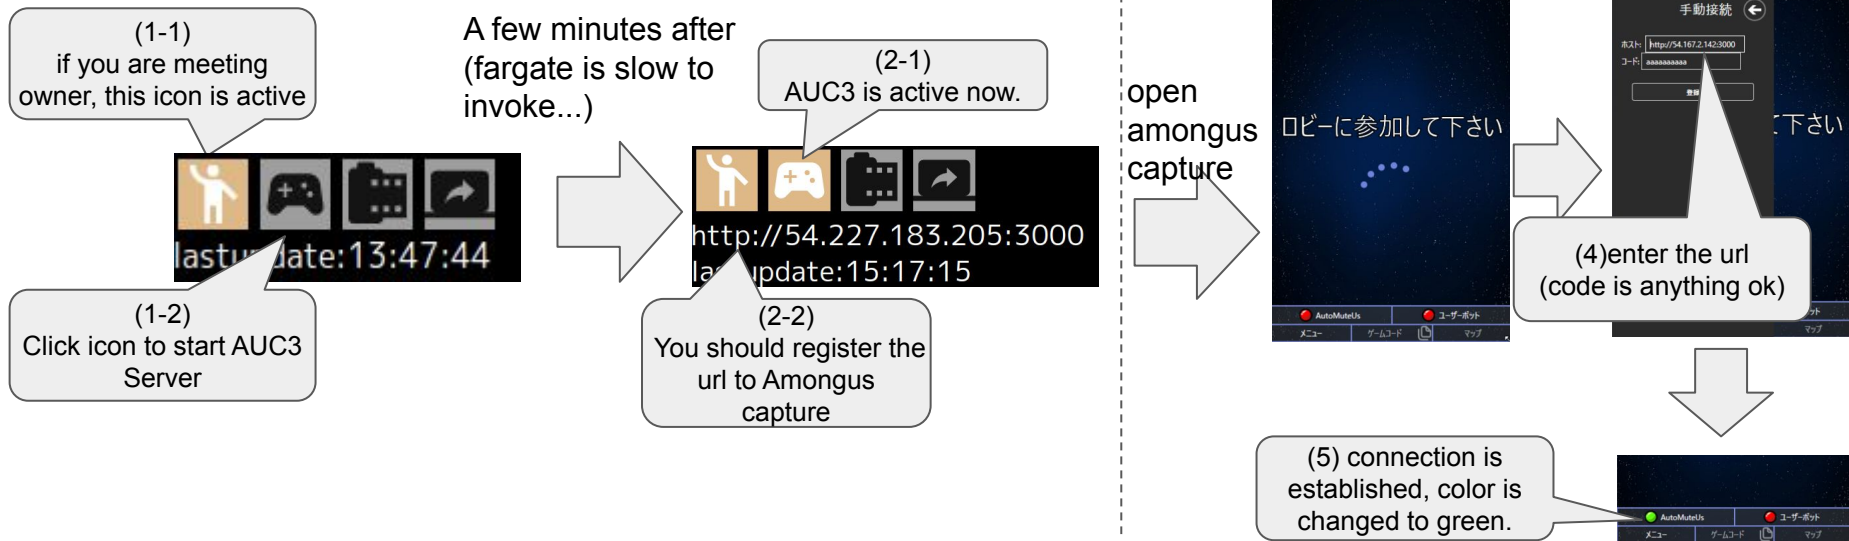 (1-1)
if you are meeting
owner, this icon is active
lastupdate:13:47:44
(1-2)
Click icon to start AUC3
Server
A few minutes after
(fargate is slow to
invoke...)
(2-1)
AUC3 is active now.
http://54.227.183.205:3000
lastupdate:15:17:15
(2-2)
You should register the
url to Amongus
capture
open
amongus
capture
ロビーに参加して下さい
AutoMuteUs
ユーザーボット
メニュー
ゲームコード
マップ
手動接続
ホスト:
http://54.167.2.142:3000
コード:
aaaaaaaaaa
て下さい
(4)enter the url
(code is anything ok)
マップ
(5) connection is
established, color is
changed to green.
AutoMuteUs
ユーザーボット
メニュー
ゲームコード
マップ